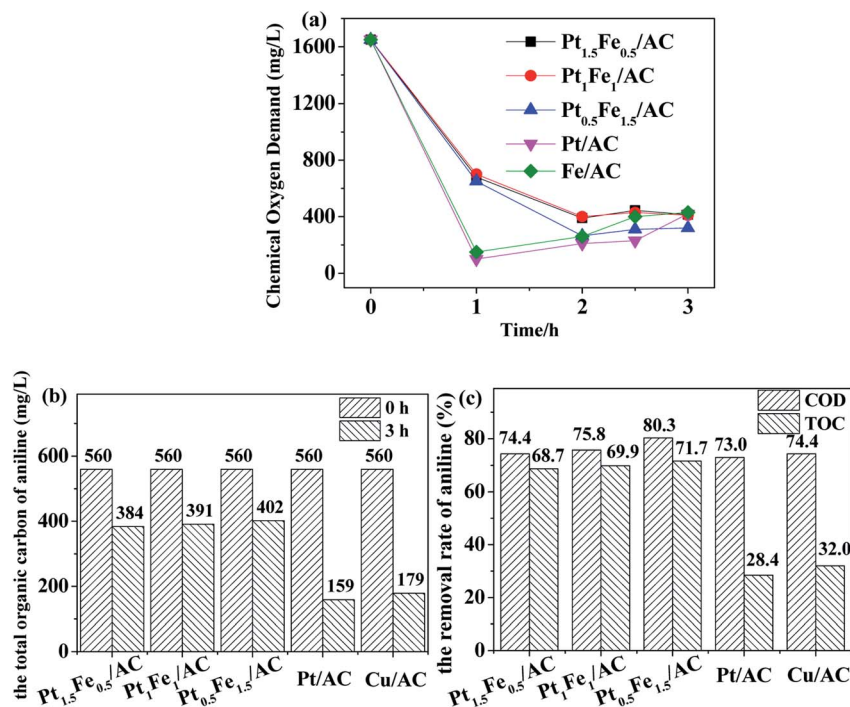 (a)
Chemical Oxygen Demand (mg/L)
1600
1200
800
400
0
0 1 2 3
Time/h
Pt1.5Fe0.5/AC
Pt1Fe1/AC
Pt0.5Fe1.5/AC
Pt/AC
Fe/AC
(b)
the total organic carbon of aniline (mg/L)
800
600
400
200
0
0 h
3 h
560 560 560 560 560
384 391 402 159 179
Pt1.5Fe0.5/AC Pt1Fe1/AC Pt0.5Fe1.5/AC Pt/AC Cu/AC
(c)
the removal rate of aniline (%)
100
80
60
40
20
0
COD
TOC
74.4 68.7 75.8 69.9 80.3 71.7 73.0 28.4 74.4 32.0
Pt1.5Fe0.5/AC Pt1Fe1/AC Pt0.5Fe1.5/AC Pt/AC Cu/AC